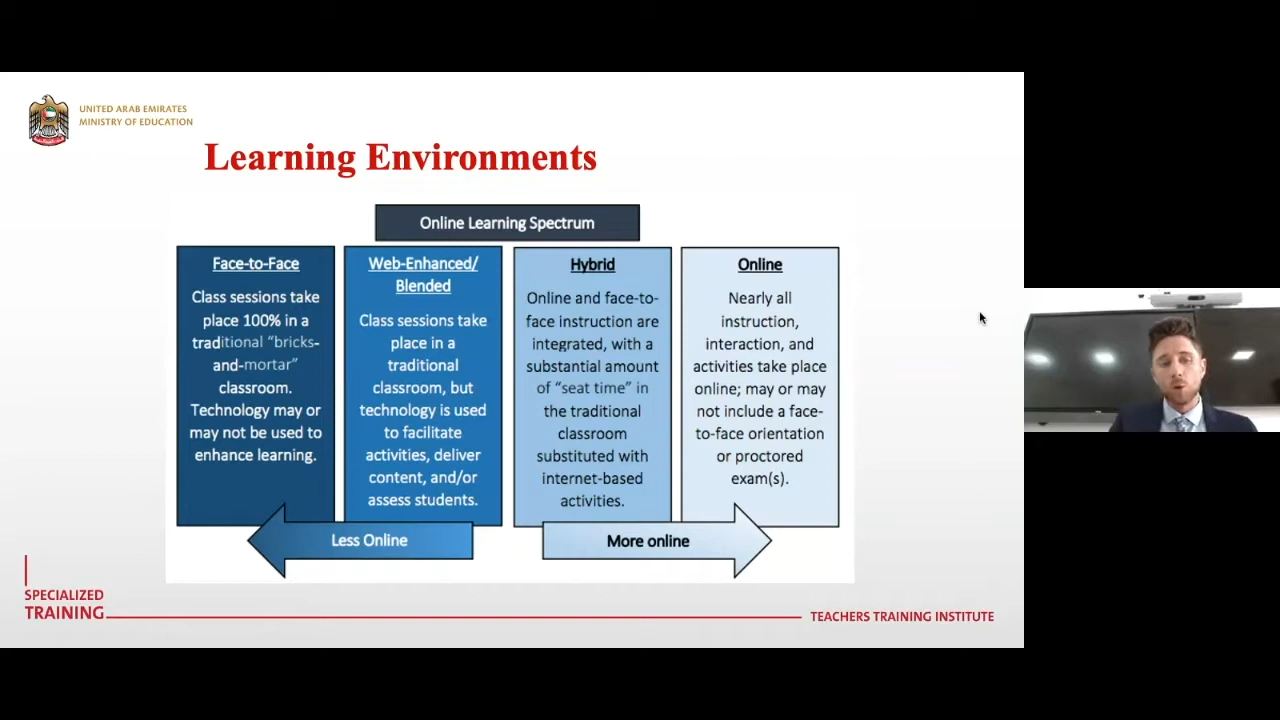 UNITED ARAB EMIRATES
MINISTRY OF EDUCATION
Learning Environments
Online Learning Spectrum
Face-to-Face
Class sessions take
place 100% in a
traditional “bricks-
and-mortar”
classroom.
Technology may or
may not be used to
enhance learning.
Web-Enhanced/
Blended
Class sessions take
place in a
traditional
classroom, but
technology is used
to facilitate
activities, deliver
content, and/or
assess students.
Hybrid
Online and face-to-
face instruction are
integrated, with a
substantial amount
of “seat time” in
the traditional
classroom
substituted with
internet-based
activities.
Online
Nearly all
instruction,
interaction, and
activities take place
online; may or may
not include a face-
to-face orientation
or proctored
exam(s).
Less Online
More online
SPECIALIZED
TRAINING
TEACHERS TRAINING INSTITUTE